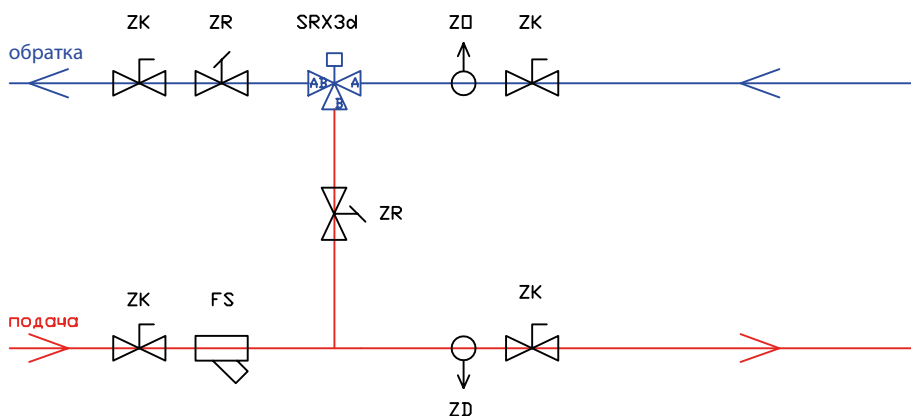 ZK ZR SRX3d ZO ZK
обратка
AB A
B
ZR
ZK FS ZK
подача
ZD